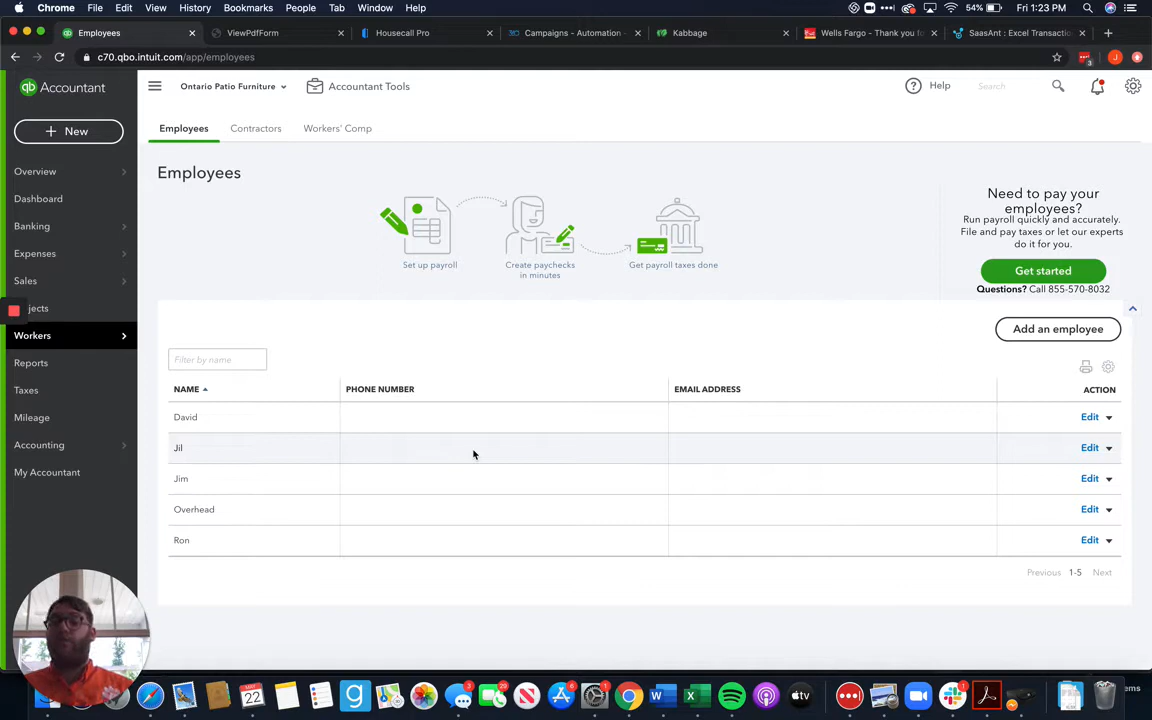 Chrome File Edit View History Bookmarks People Tab Window Help
54% Fri 1:23 PM
Employees ViewPdfForm Housecall Pro Campaigns - Automation - Kabbage Wells Fargo - Thank you fo SaasAnt : Excel Transactio
c70.qbo.intuit.com/app/employees
3 J
qb Accountant
Ontario Patio Furniture
Accountant Tools
Help
Search
New
Employees Contractors Workers' Comp
Overview
Dashboard
Banking
Expenses
Sales
jects
Workers
Reports
Taxes
Mileage
Accounting
My Accountant
Employees
Set up payroll
Create paychecks
in minutes
Get payroll taxes done
Need to pay your
employees?
Run payroll quickly and accurately.
File and pay taxes or let our experts
do it for you.
Get started
Questions? Call 855-570-8032
Add an employee
Filter by name
NAME PHONE NUMBER EMAIL ADDRESS ACTION
David Edit
Jil Edit
Jim Edit
Overhead Edit
Ron Edit
Previous 1-5 Next
22
g
N
W
X
tv
ems